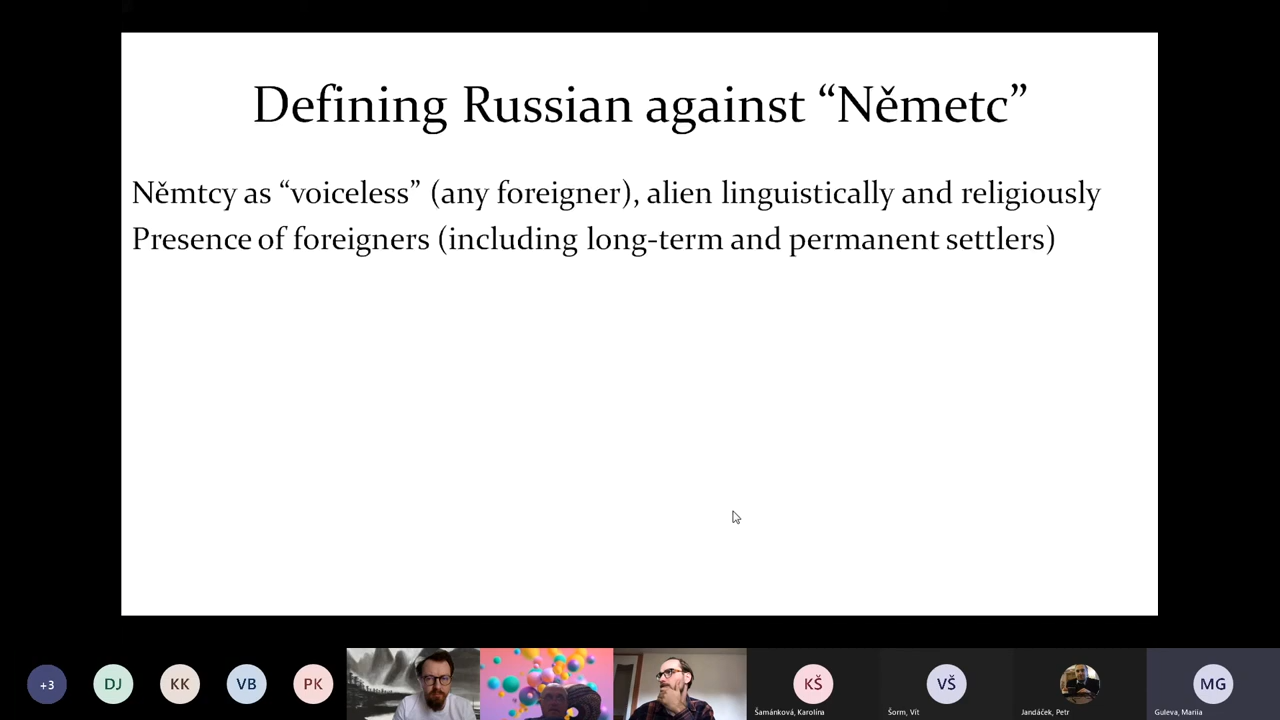 Defining Russian against “Němetc”
Němtcy as “voiceless” (any foreigner), alien linguistically and religiously
Presence of foreigners (including long-term and permanent settlers)
+3
DJ
KK
VB
PK
KŠ
Šamánková, Karolína
VŠ
Šorm, Vít
Jandáček, Petr
MG
Guleva, Mariia